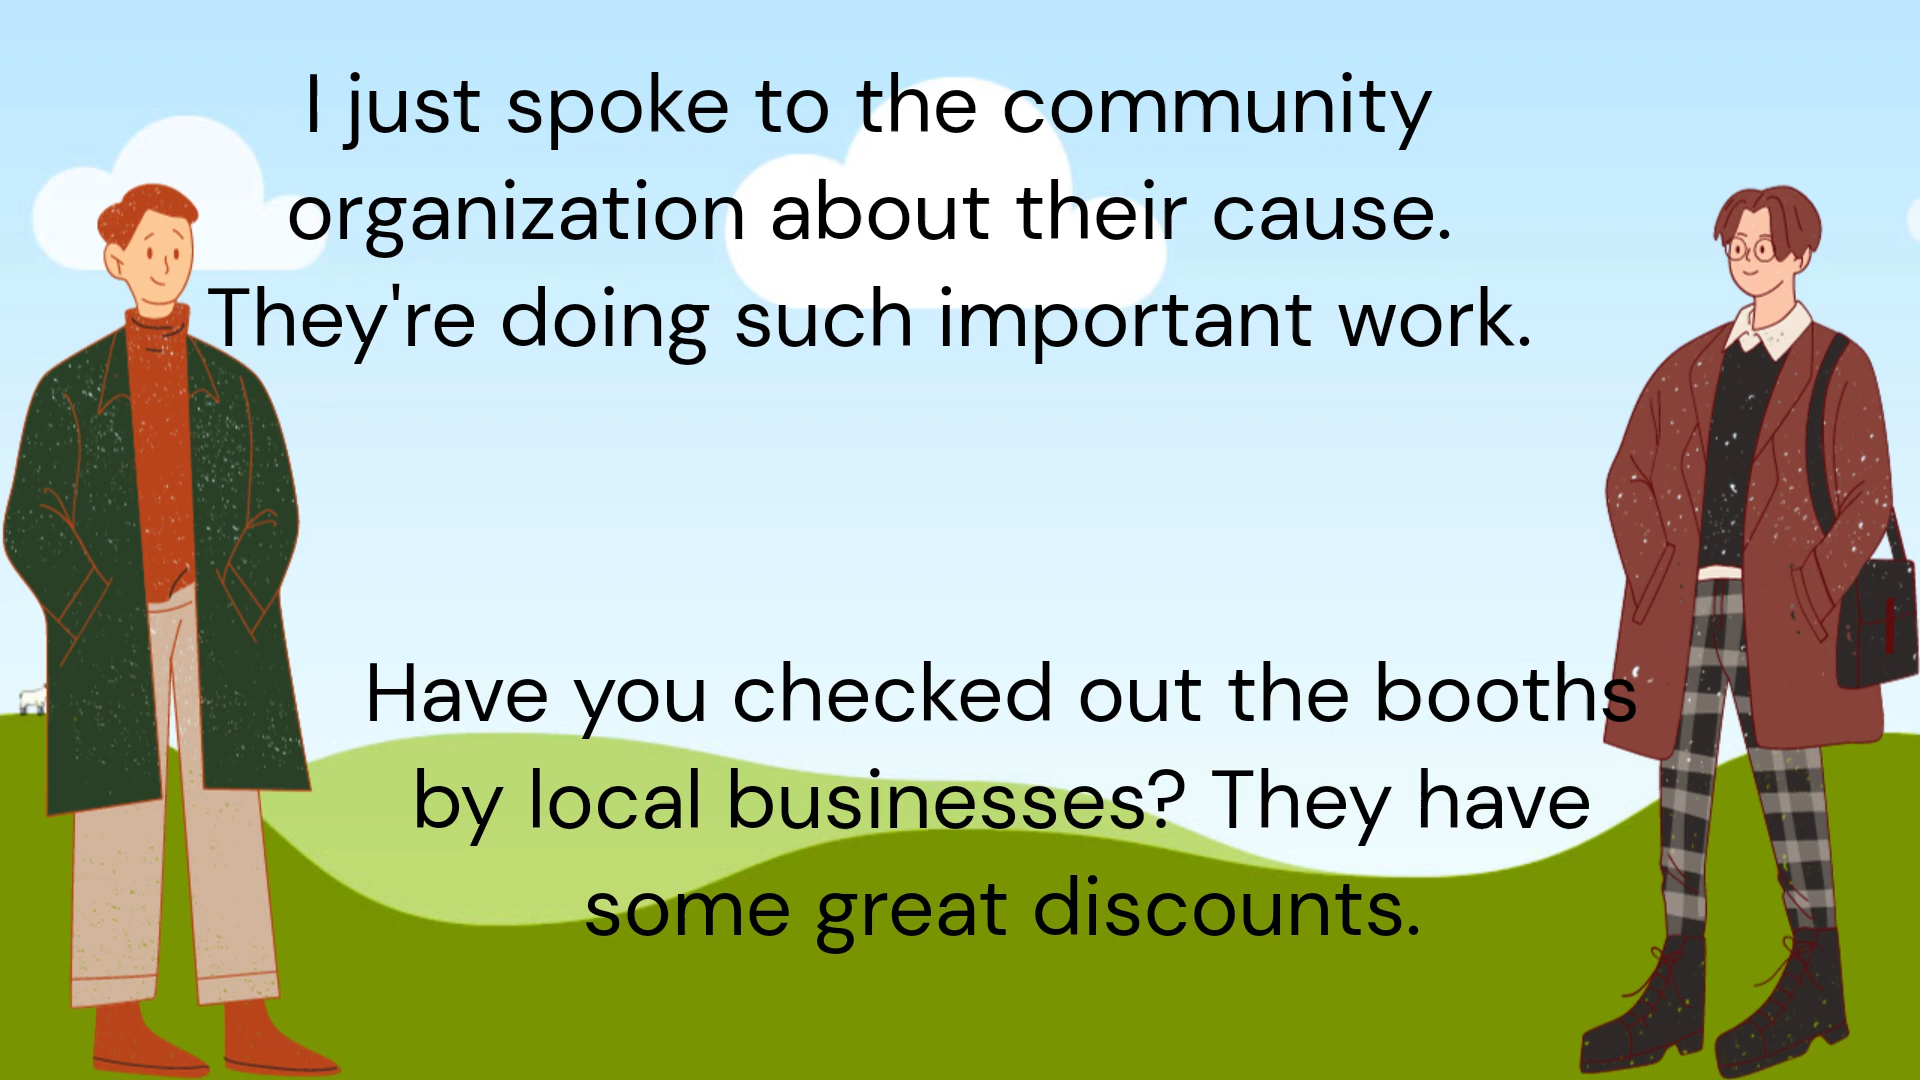 I just spoke to the community
organization about their cause.
They're doing such important work.
Have you checked out the booths
by local businesses? They have
some great discounts.